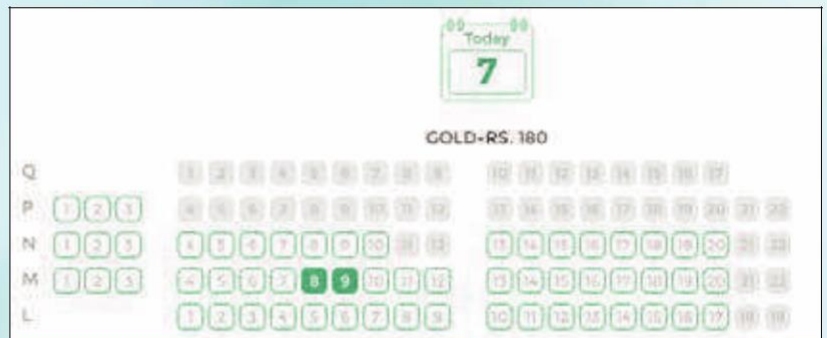 Today
7
GOLD-RS. 180
Q 1 2 3 4 5 6 7 8 9 10 11 12 13 14 15 16 17
P 1 2 3 4 5 6 7 8 9 10 11 12 13 14 15 16 17 18 19 20 21 22
N 1 2 3 4 5 6 7 8 9 10 11 12 13 14 15 16 17 18 19 20 21 22
M 1 2 3 4 5 6 7 8 9 10 11 12 13 14 15 16 17 18 19 20 21 22
L 1 2 3 4 5 6 7 8 9 10 11 12 13 14 15 16 17 18 19